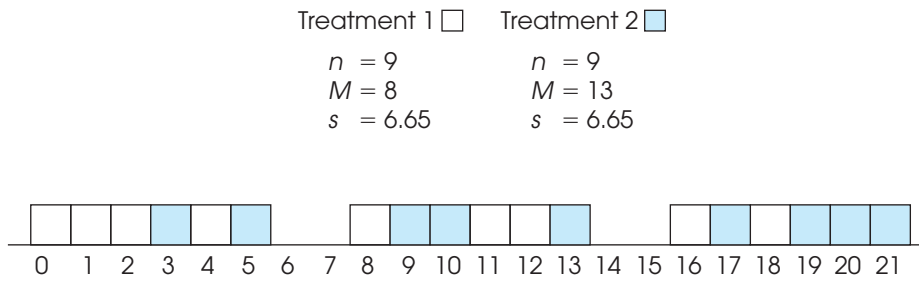 Treatment 1 Treatment 2
n = 9 n = 9
M = 8 M = 13
s = 6.65 s = 6.65
0 1 2 3 4 5 6 7 8 9 10 11 12 13 14 15 16 17 18 19 20 21